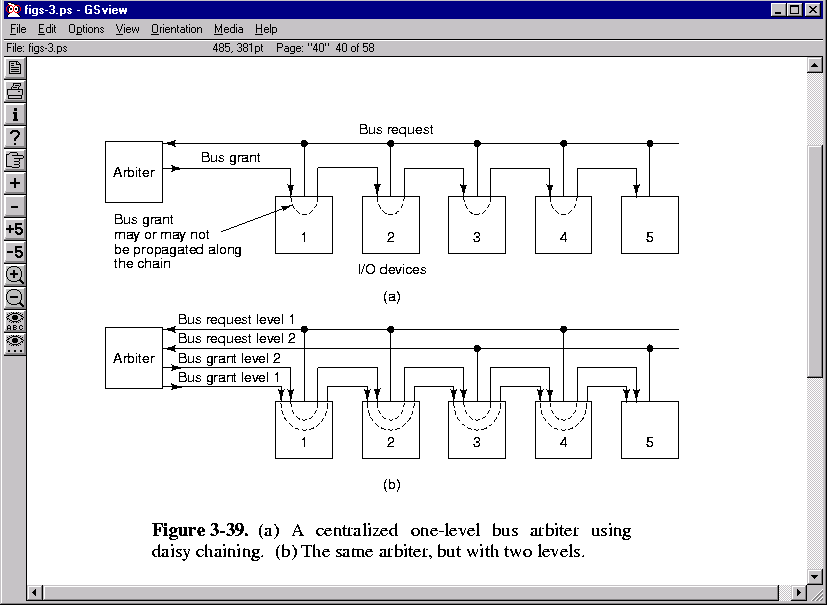 figs-3.ps - GSview
File Edit Options View Orientation Media Help
File: figs-3.ps 485, 381pt Page: "40" 40 of 58
i
?
+
-
+5
-5
ABC
Bus request
Arbiter
Bus grant
Bus grant
may or may not
be propagated along
the chain
1 2 3 4 5
I/O devices
(a)
Bus request level 1
Bus request level 2
Arbiter
Bus grant level 2
Bus grant level 1
1 2 3 4 5
(b)
Figure 3-39. (a) A centralized one-level bus arbiter using
daisy chaining. (b) The same arbiter, but with two levels.